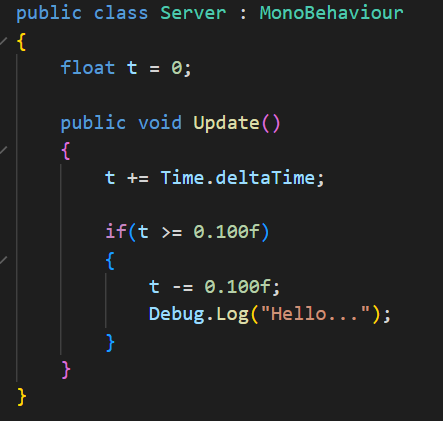 public class Server : MonoBehaviour
{
float t = 0;
public void Update()
{
t += Time.deltaTime;
if(t >= 0.100f)
{
t -= 0.100f;
Debug.Log("Hello...");
}
}
}